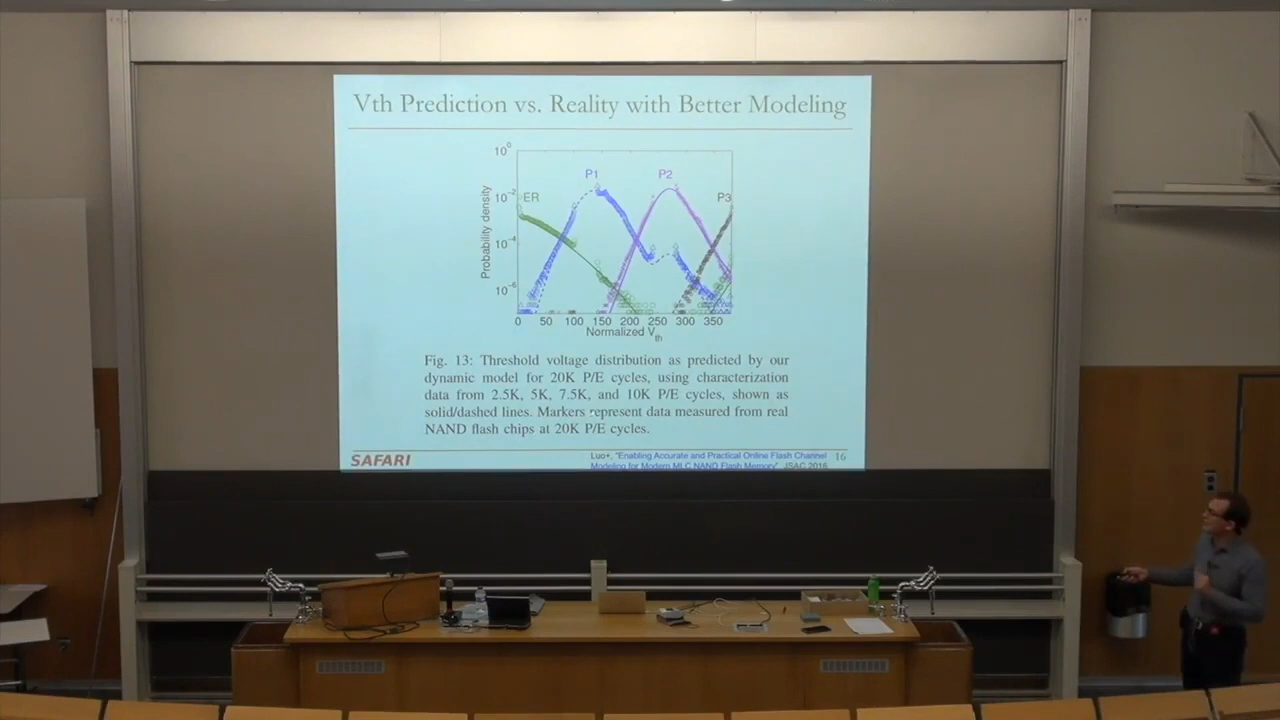 Vth Prediction vs. Reality with Better Modeling
10⁰
10⁻²
10⁻⁴
10⁻⁶
Probability density
ER
P1
P2
P3
0 50 100 150 200 250 300 350
Normalized Vth
Fig. 13: Threshold voltage distribution as predicted by our
dynamic model for 20K P/E cycles, using characterization
data from 2.5K, 5K, 7.5K, and 10K P/E cycles, shown as
solid/dashed lines. Markers represent data measured from real
NAND flash chips at 20K P/E cycles.
SAFARI
Luo+, "Enabling Accurate and Practical Online Flash Channel
Modeling for Modern MLC NAND Flash Memory", JSAC 2016
16